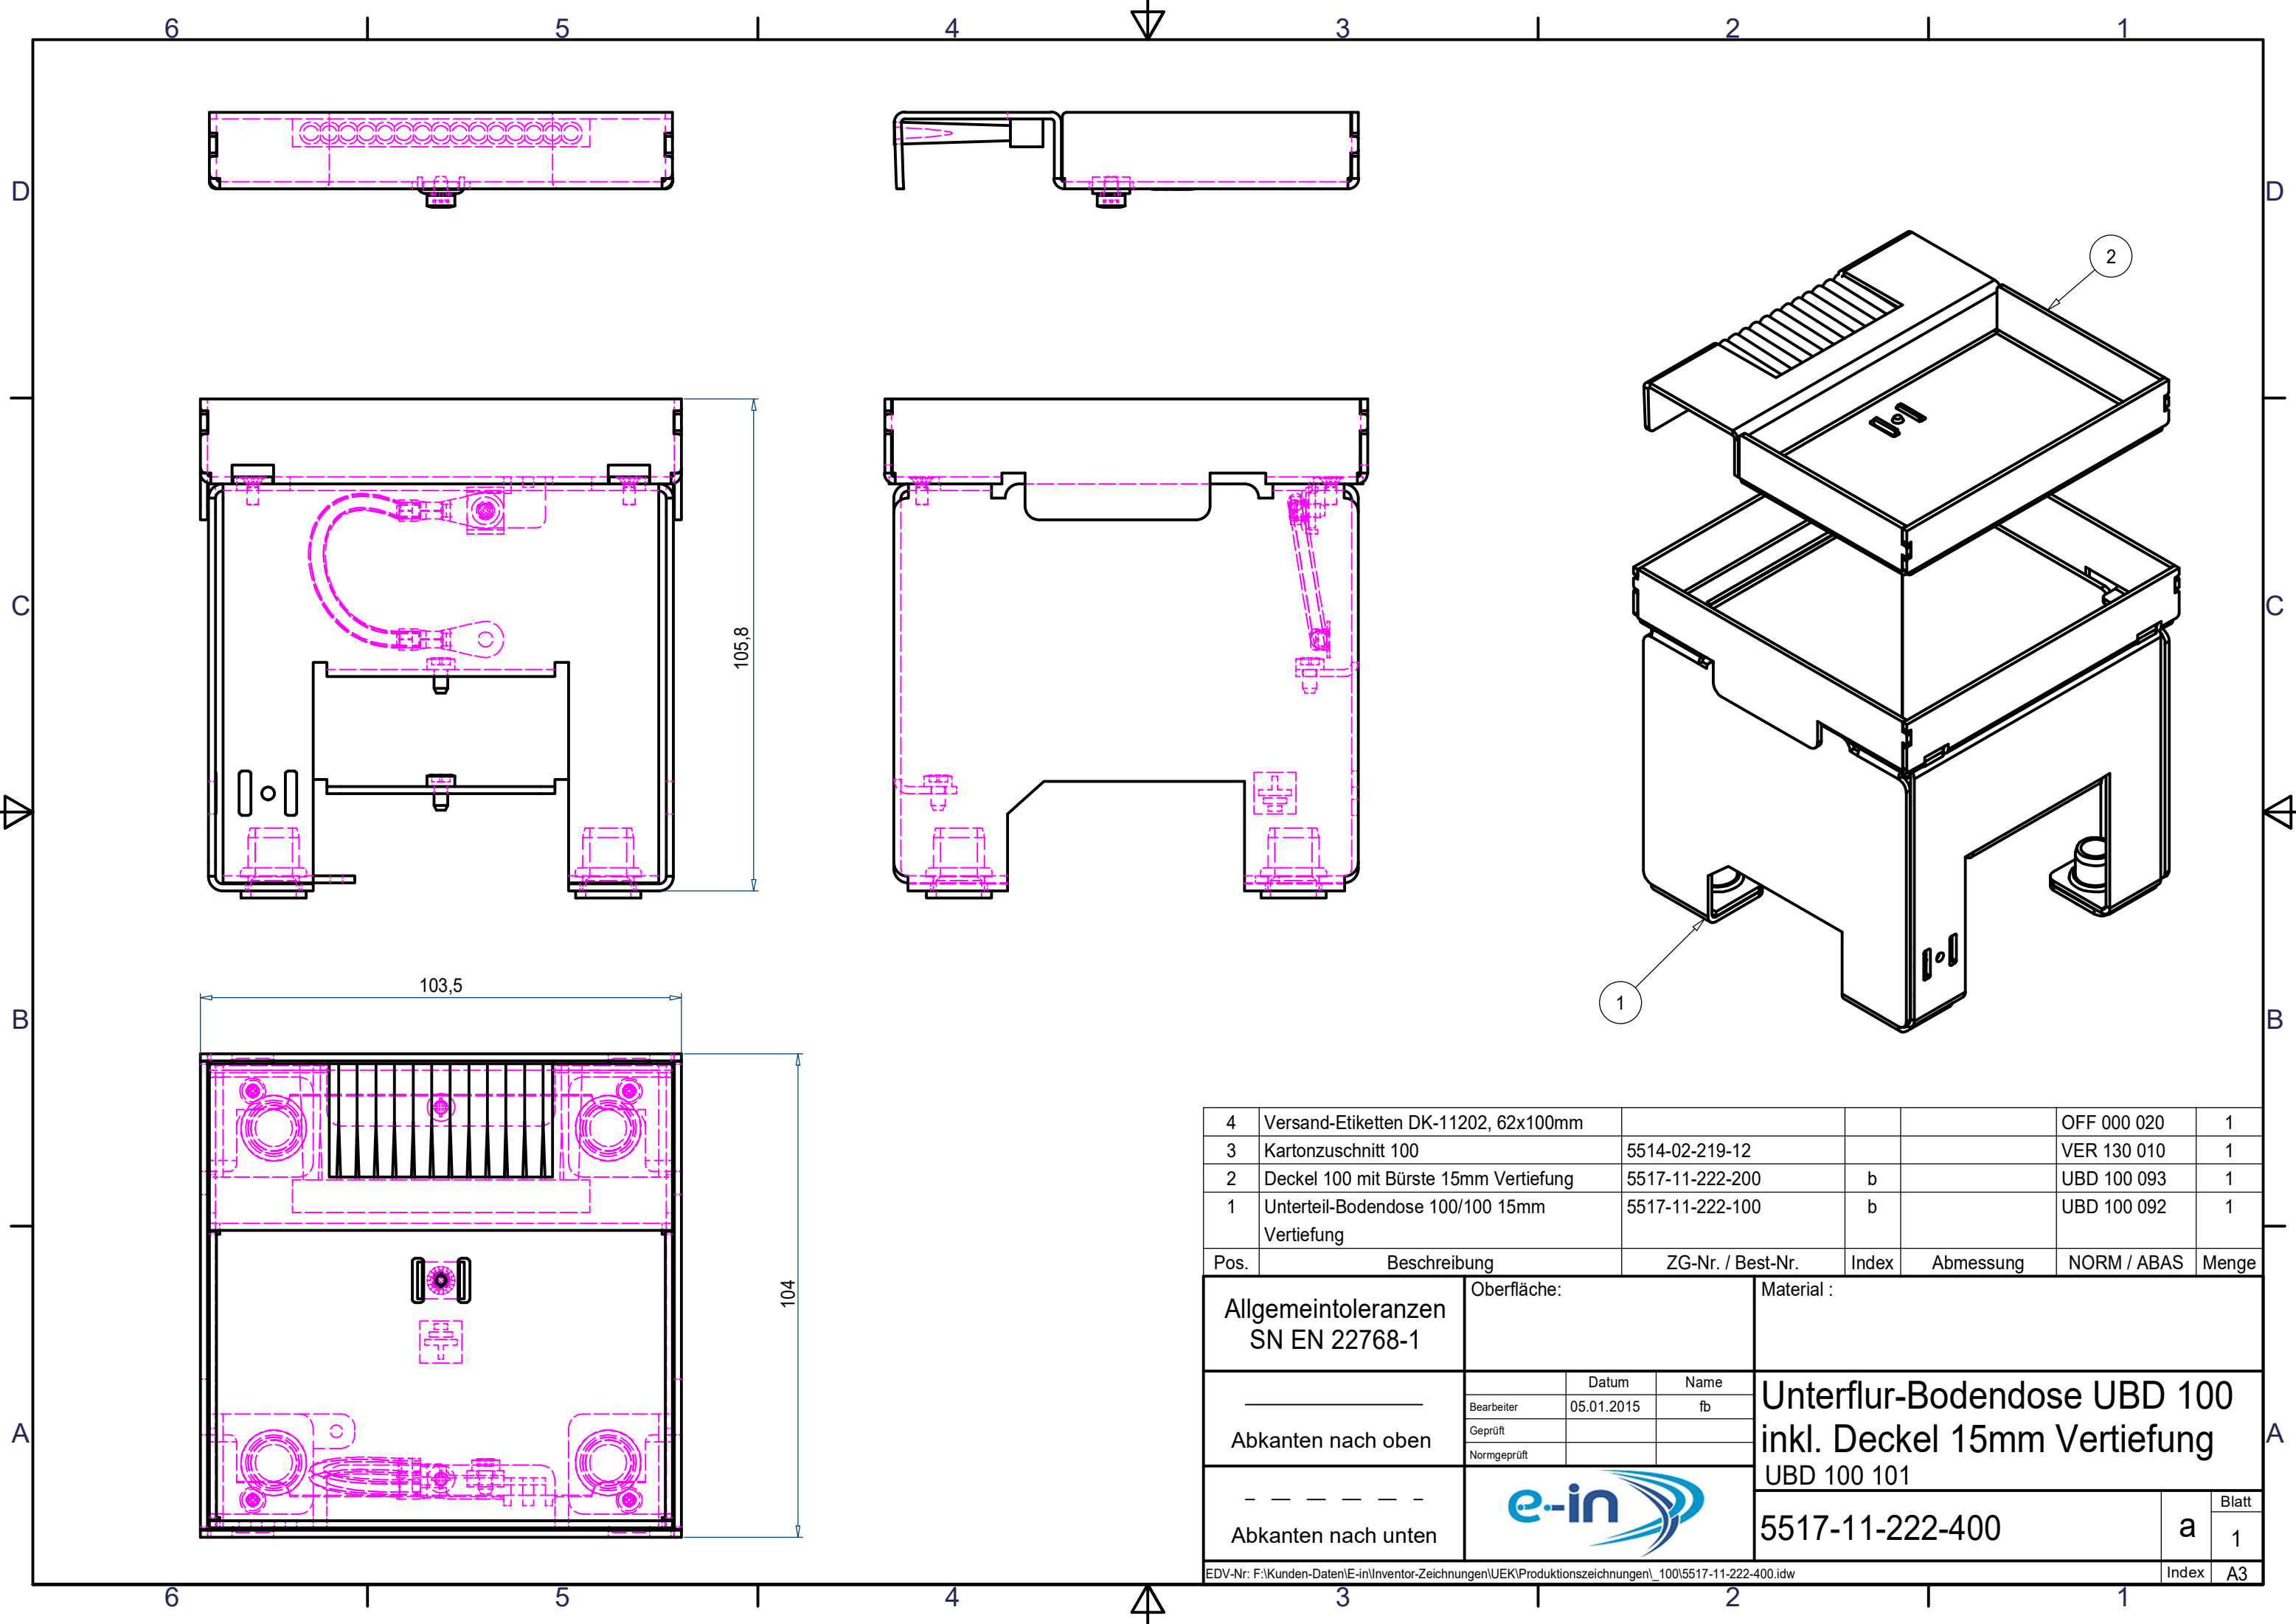 6 5 4 3 2 1
D D
2
C C
105,8
1
103,5
B B
104
4 Versand-Etiketten DK-11202, 62x100mm OFF 000 020 1
3 Kartonzuschnitt 100 5514-02-219-12 VER 130 010 1
2 Deckel 100 mit Bürste 15mm Vertiefung 5517-11-222-200 b UBD 100 093 1
1 Unterteil-Bodendose 100/100 15mm 5517-11-222-100 b UBD 100 092 1
Vertiefung
Pos. Beschreibung ZG-Nr. / Best-Nr. Index Abmessung NORM / ABAS Menge
Allgemeintoleranzen
SN EN 22768-1
Oberfläche:
Material :
Datum Name
Bearbeiter 05.01.2015 fb
Geprüft
Normgeprüft
Abkanten nach oben
Abkanten nach unten
e-in
Unterflur-Bodendose UBD 100
inkl. Deckel 15mm Vertiefung
UBD 100 101
5517-11-222-400 a
Blatt
1
A A
EDV-Nr: F:\Kunden-Daten\E-in\Inventor-Zeichnungen\UEK\Produktionszeichnungen\_100\5517-11-222-400.idw
Index A3
6 5 4 3 2 1